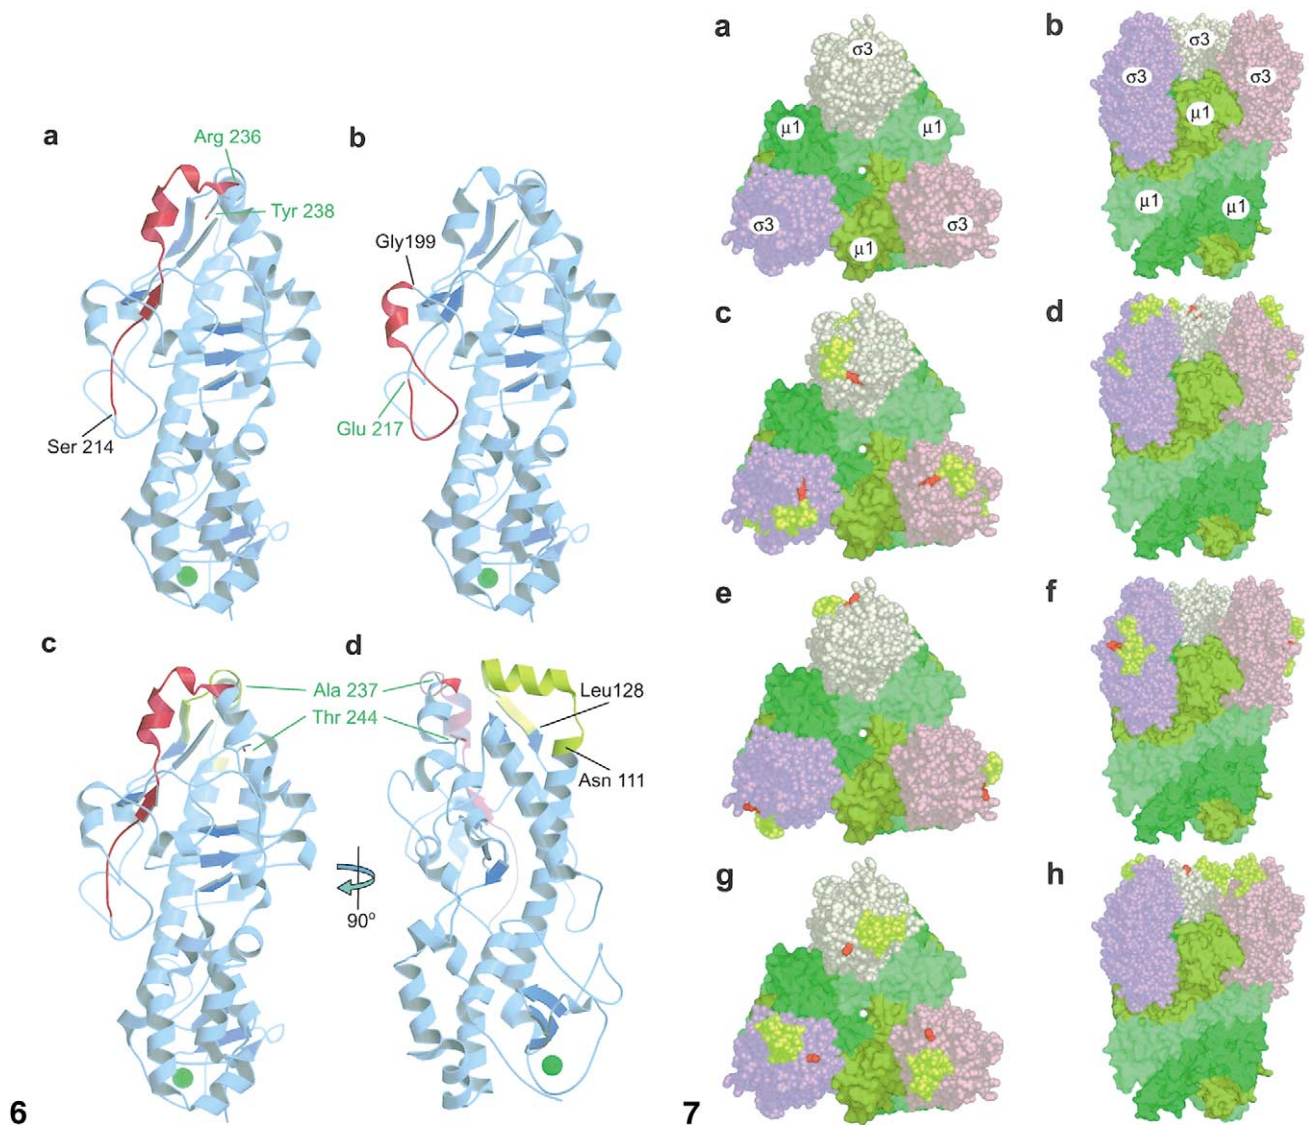 a
Arg 236
Tyr 238
Ser 214
b
Gly199
Glu 217
c
d
Ala 237
Thr 244
Leu128
Asn 111
90°
6
a
σ3
μ1
μ1
σ3
μ1
σ3
b
σ3
σ3
σ3
μ1
μ1
μ1
c
d
e
f
g
h
7